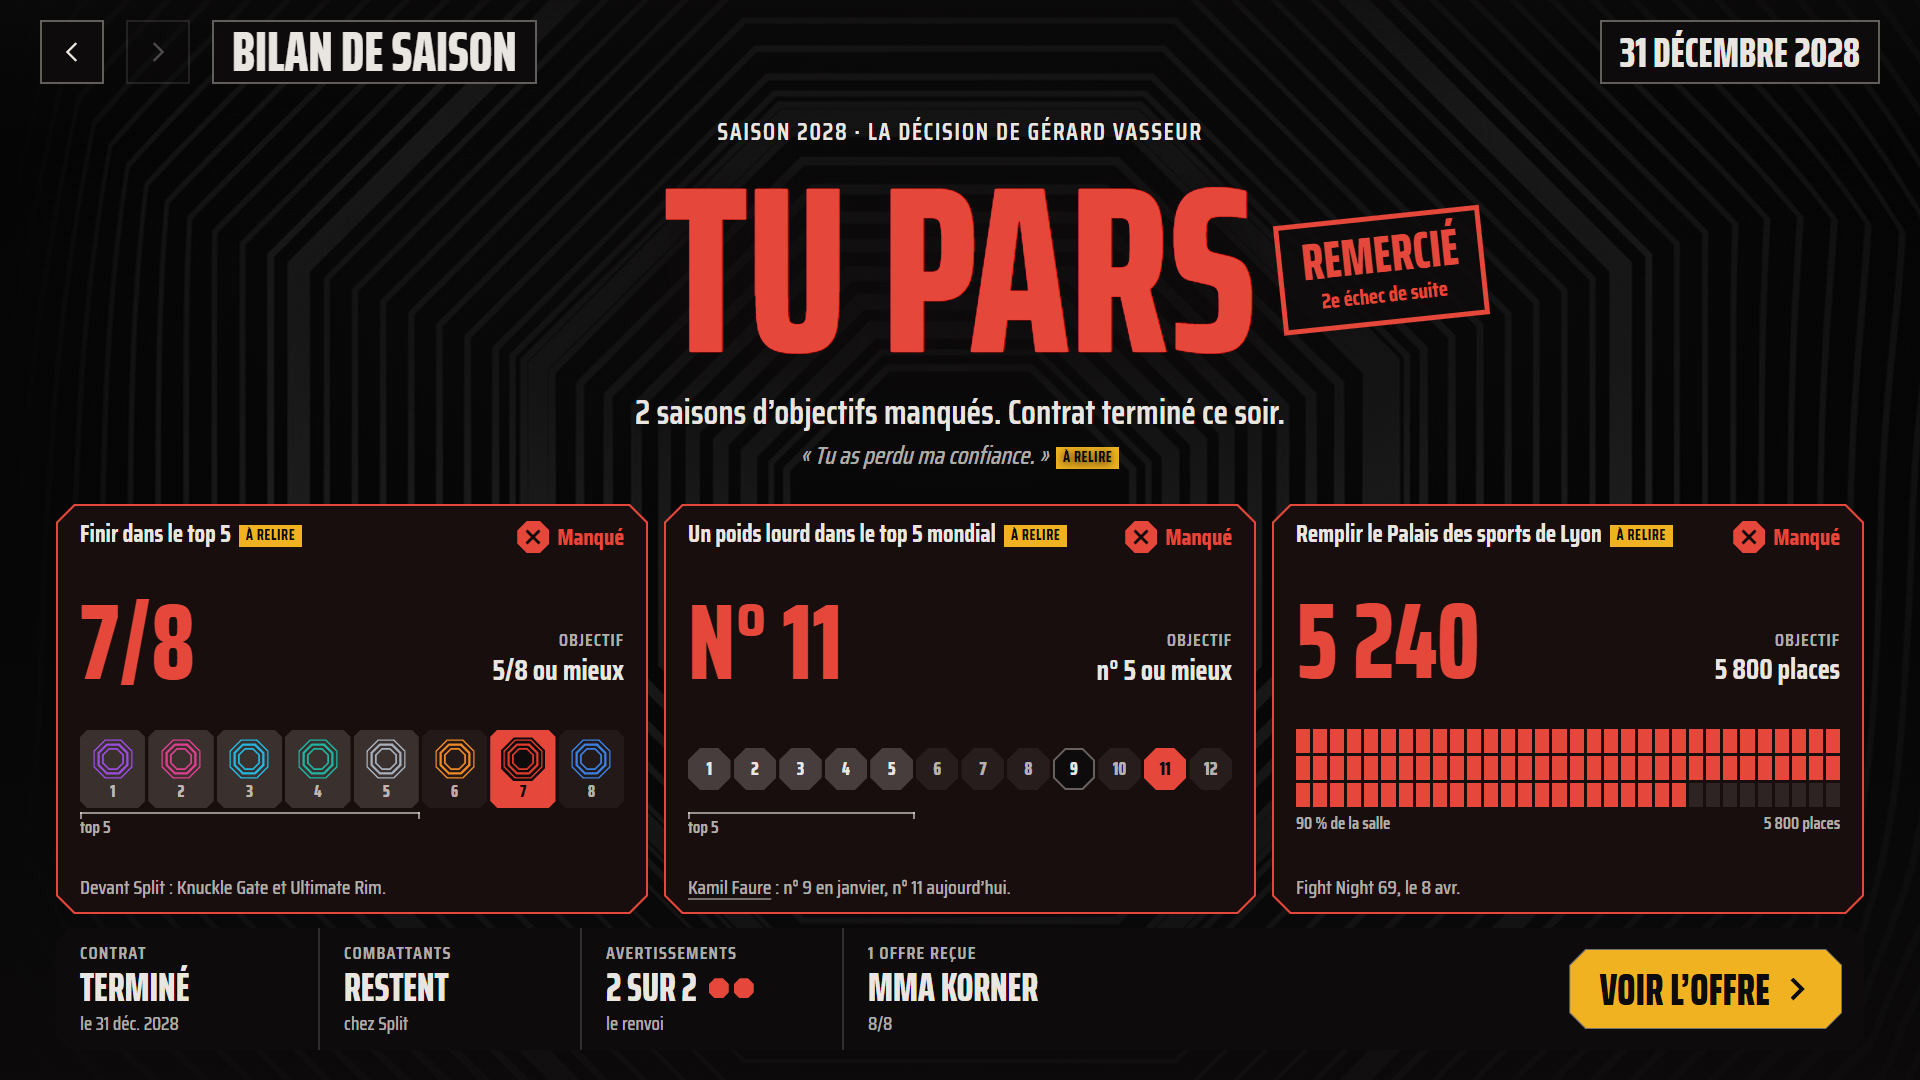 BILAN DE SAISON
31 DÉCEMBRE 2028
SAISON 2028 · LA DÉCISION DE GÉRARD VASSEUR
TU PARS
REMERCIÉ
2e échec de suite
2 saisons d’objectifs manqués. Contrat terminé ce soir.
« Tu as perdu ma confiance. » À RELIRE
Finir dans le top 5 À RELIRE
Manqué
7/8
OBJECTIF
5/8 ou mieux
1 2 3 4 5 6 7 8
top 5
Devant Split : Knuckle Gate et Ultimate Rim.
Un poids lourd dans le top 5 mondial À RELIRE
Manqué
N° 11
OBJECTIF
n° 5 ou mieux
1 2 3 4 5 6 7 8 9 10 11 12
top 5
Kamil Faure : n° 9 en janvier, n° 11 aujourd’hui.
Remplir le Palais des sports de Lyon À RELIRE
Manqué
5 240
OBJECTIF
5 800 places
90 % de la salle
5 800 places
Fight Night 69, le 8 avr.
CONTRAT
TERMINÉ
le 31 déc. 2028
COMBATTANTS
RESTENT
chez Split
AVERTISSEMENTS
2 SUR 2
le renvoi
1 OFFRE REÇUE
MMA KORNER
8/8
VOIR L’OFFRE